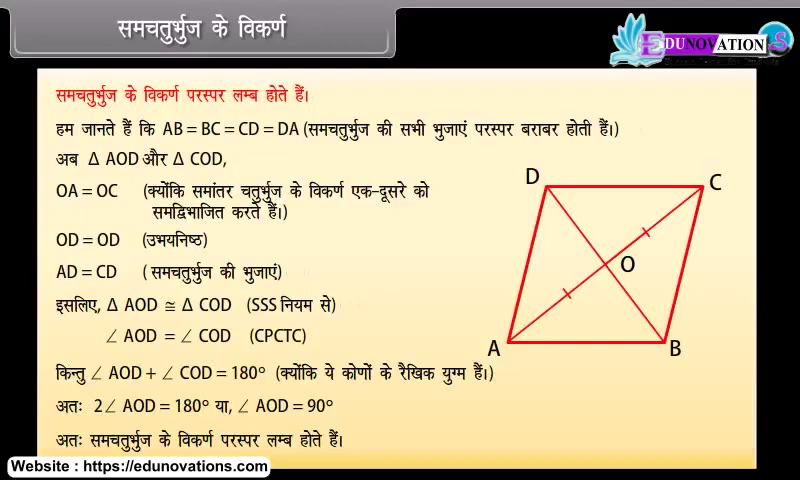 समचतुर्भुज के विकर्ण
EDUNOVATIONS
समचतुर्भुज के विकर्ण परस्पर लम्ब होते हैं।
हम जानते हैं कि AB = BC = CD = DA (समचतुर्भुज की सभी भुजाएं परस्पर बराबर होती हैं।)
अब Δ AOD और Δ COD,
OA = OC (क्योंकि समांतर चतुर्भुज के विकर्ण एक-दूसरे को
समद्विभाजित करते हैं।)
OD = OD (उभयनिष्ठ)
AD = CD ( समचतुर्भुज की भुजाएं)
इसलिए, Δ AOD ≅ Δ COD (SSS नियम से)
∠ AOD = ∠ COD (CPCTC)
किन्तु ∠ AOD + ∠ COD = 180° (क्योंकि ये कोणों के रैखिक युग्म हैं।)
अतः 2∠ AOD = 180° या, ∠ AOD = 90°
अतः समचतुर्भुज के विकर्ण परस्पर लम्ब होते हैं।
D
C
O
A
B
Website : https://edunovations.com